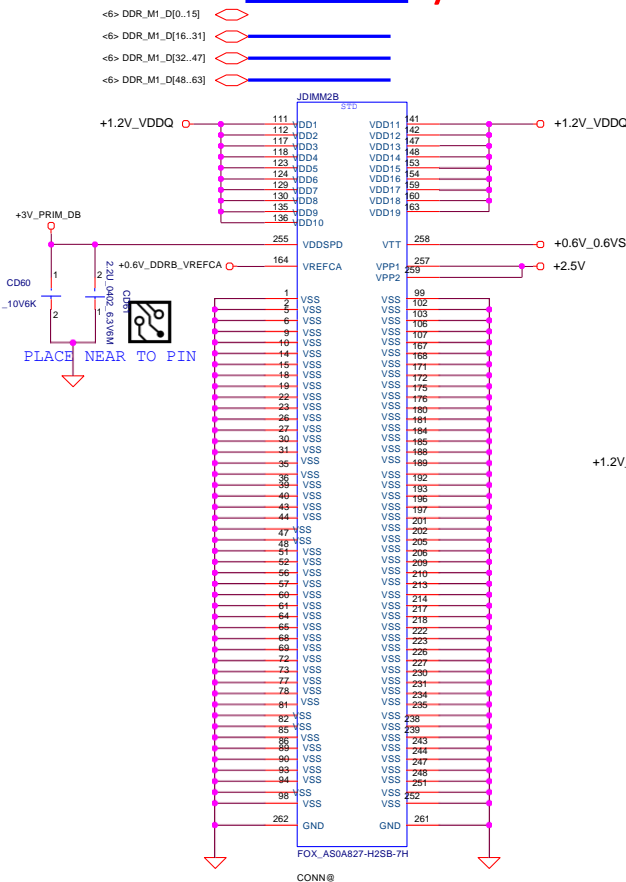 <6> DDR_M1_D[0..15]
<6> DDR_M1_D[16..31]
<6> DDR_M1_D[32..47]
<6> DDR_M1_D[48..63]
JDIMM2B
STD
+1.2V_VDDQ 111 VDD1 VDD11 141 +1.2V_VDDQ
112 VDD2 VDD12 142
117 VDD3 VDD13 147
118 VDD4 VDD14 148
123 VDD5 VDD15 153
124 VDD6 VDD16 154
129 VDD7 VDD17 159
130 VDD8 VDD18 160
135 VDD9 VDD19 163
136 VDD10
+3V_PRIM_DB
255 VDDSPD VTT 258 +0.6V_0.6VS
+0.6V_DDRB_VREFCA 164 VREFCA VPP1 257 +2.5V
VPP2 259
CD60
_10V6K
1
2
2.2U_0402_6.3V6M
CD61
2
1
PLACE NEAR TO PIN
1 VSS VSS 99
2 VSS VSS 102
5 VSS VSS 103
6 VSS VSS 106
9 VSS VSS 107
10 VSS VSS 167
14 VSS VSS 168
15 VSS VSS 171
18 VSS VSS 172
19 VSS VSS 175
22 VSS VSS 176
23 VSS VSS 180
26 VSS VSS 181
27 VSS VSS 184
30 VSS VSS 185
31 VSS VSS 188
35 VSS VSS 189
36 VSS VSS 192
39 VSS VSS 193
40 VSS VSS 196
43 VSS VSS 197
44 VSS VSS 201
47 VSS VSS 202
48 VSS VSS 205
51 VSS VSS 206
52 VSS VSS 209
56 VSS VSS 210
57 VSS VSS 213
60 VSS VSS 214
61 VSS VSS 217
64 VSS VSS 218
65 VSS VSS 222
68 VSS VSS 223
69 VSS VSS 226
72 VSS VSS 227
73 VSS VSS 230
77 VSS VSS 231
78 VSS VSS 234
81 VSS VSS 235
82 VSS VSS 238
85 VSS VSS 239
86 VSS VSS 243
89 VSS VSS 244
90 VSS VSS 247
93 VSS VSS 248
94 VSS VSS 251
98 VSS VSS 252
262 GND GND 261
+1.2V_
FOX_AS0A827-H2SB-7H
CONN@